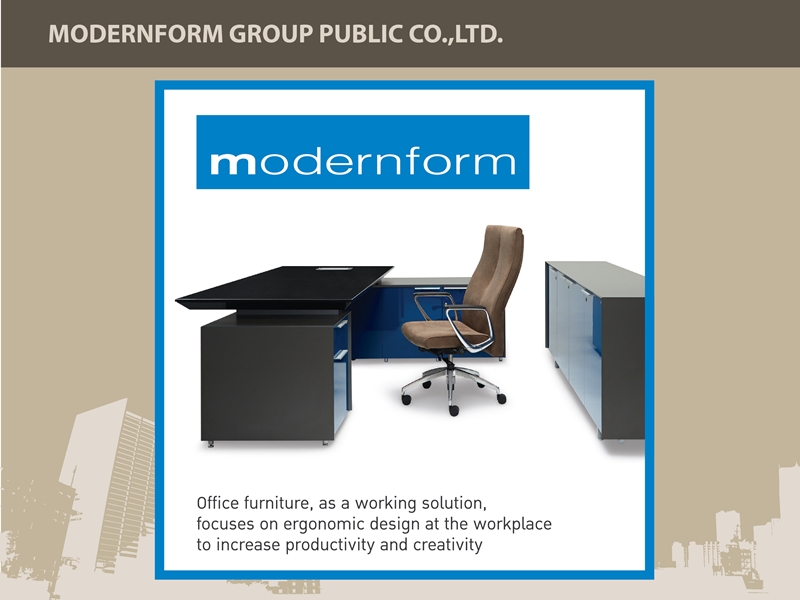 MODERNFORM GROUP PUBLIC CO.,LTD.
modernform
Office furniture, as a working solution,
focuses on ergonomic design at the workplace
to increase productivity and creativity